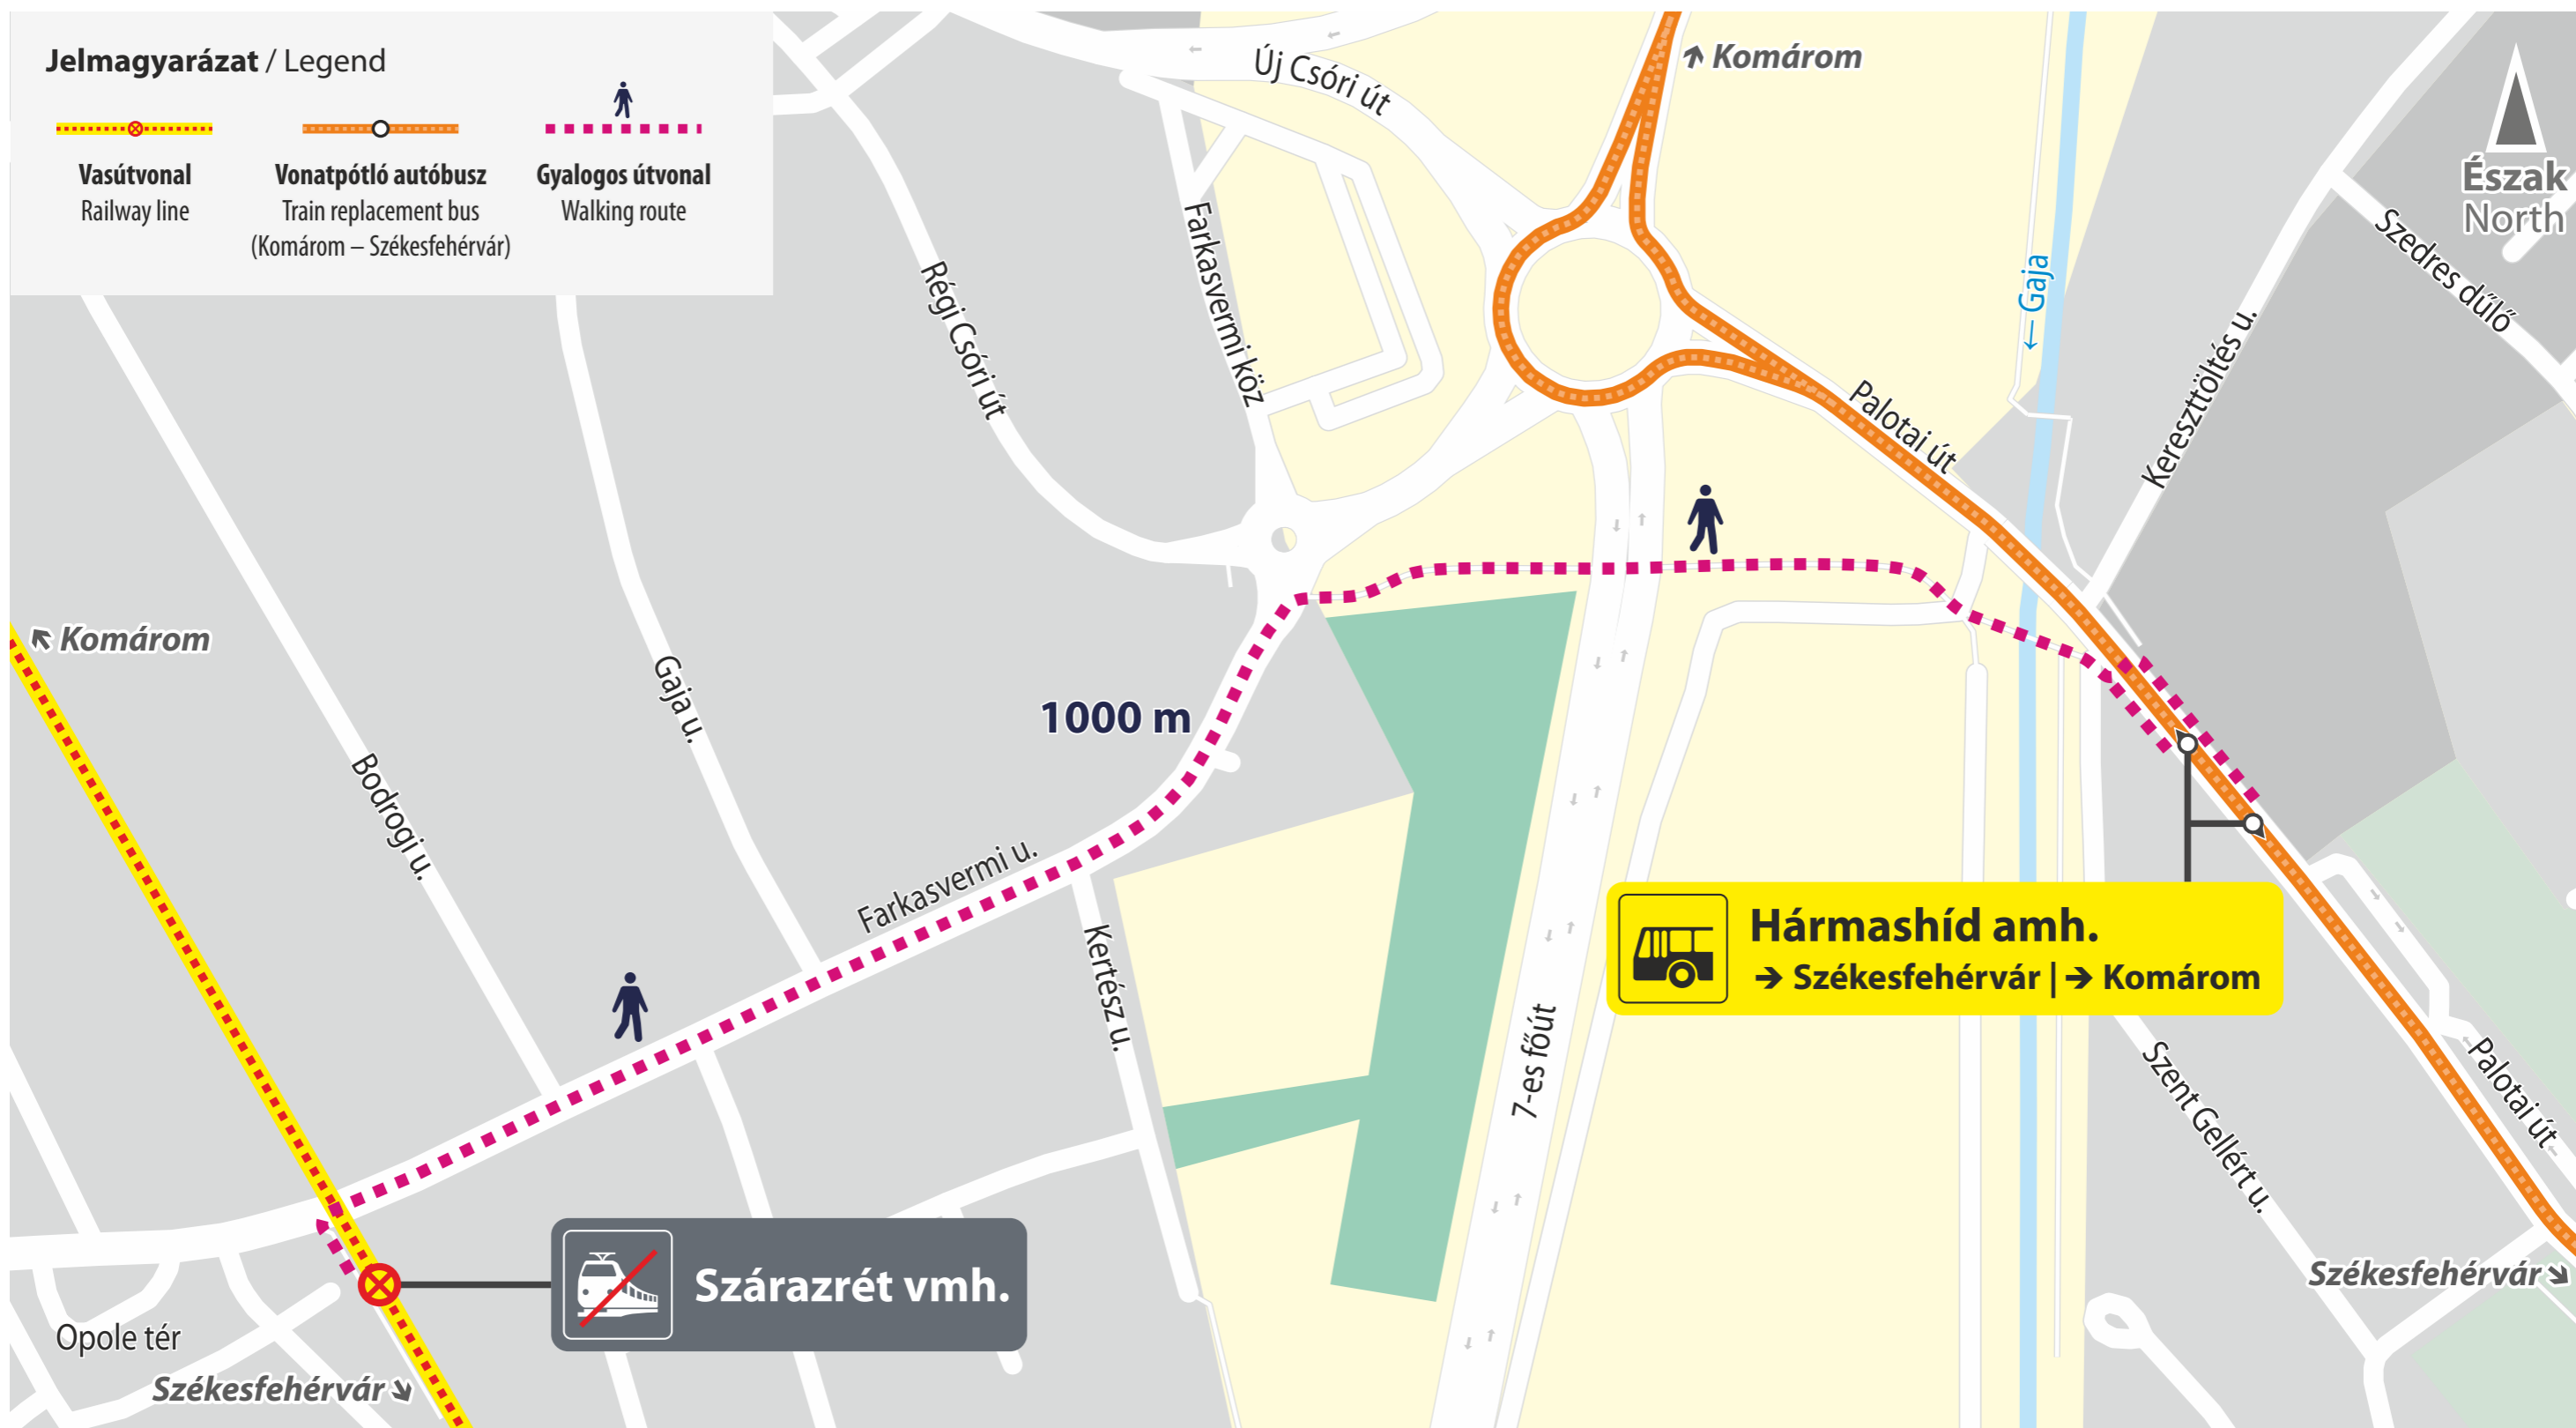 Jelmagyarázat / Legend
Vasútvonal
Railway line
Vonatpótló autóbusz
Train replacement bus
(Komárom – Székesfehérvár)
Gyalogos útvonal
Walking route
Új Csóri út
↗ Komárom
Észak
North
Szedres dűlő
Farkasvermi köz
Régi Csóri út
← Gaja
Keresztöltés u.
Palotai út
↖ Komárom
Gaja u.
1000 m
Bodrogi u.
Farkasvermi u.
Kertész u.
7-es főút
Hármashíd amh.
→ Székesfehérvár | → Komárom
Szent Gellért u.
Palotai út
Szárazrét vmh.
Székesfehérvár ↘
Opole tér
Székesfehérvár ↘